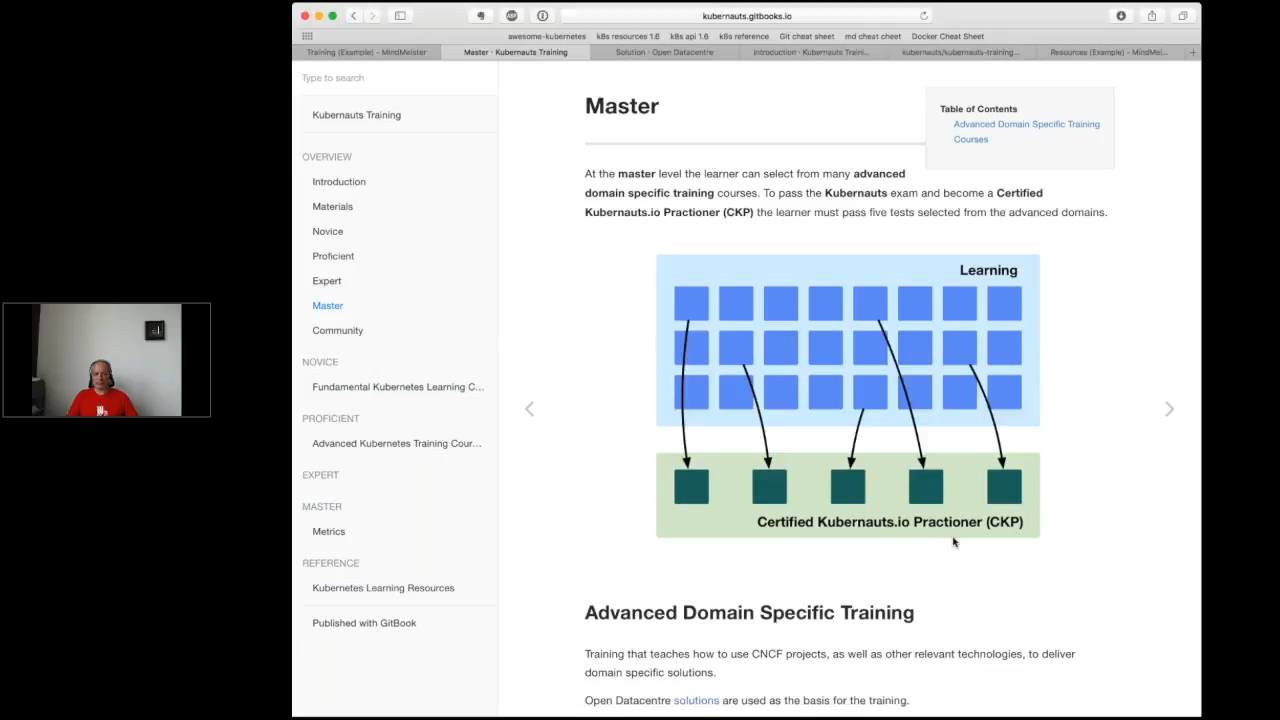 kubernauts.gitbooks.io
ABP
awesome-kubernetes k8s resources 1.6 k8s api 1.6 k8s reference Git cheat sheet md cheat cheet Docker Cheat Sheet
Training (Example) – MindMeister Master · Kubernauts Training Solution · Open Datacentre Introduction · Kubernauts Traini... kubernauts/kubernauts-training... Resources (Example) – MindMei...
Type to search
Kubernauts Training
OVERVIEW
Introduction
Materials
Novice
Proficient
Expert
Master
Community
NOVICE
Fundamental Kubernetes Learning C...
PROFICIENT
Advanced Kubernetes Training Cour...
EXPERT
MASTER
Metrics
REFERENCE
Kubernetes Learning Resources
Published with GitBook
Master
Table of Contents
Advanced Domain Specific Training
Courses
At the master level the learner can select from many advanced
domain specific training courses. To pass the Kubernauts exam and become a Certified
Kubernauts.io Practioner (CKP) the learner must pass five tests selected from the advanced domains.
Learning
Certified Kubernauts.io Practioner (CKP)
Advanced Domain Specific Training
Training that teaches how to use CNCF projects, as well as other relevant technologies, to deliver
domain specific solutions.
Open Datacentre solutions are used as the basis for the training.